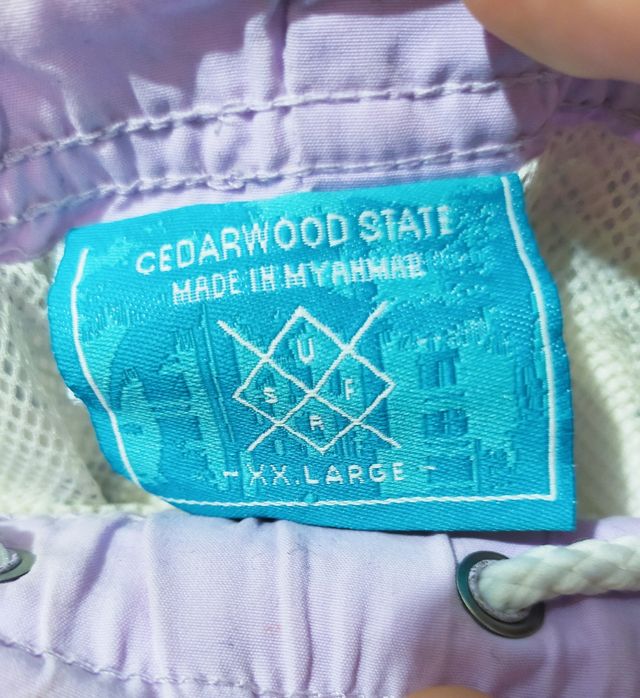 CEDARWOOD STATE
MADE IN MYANMAR
U
S F
R
- XX.LARGE -